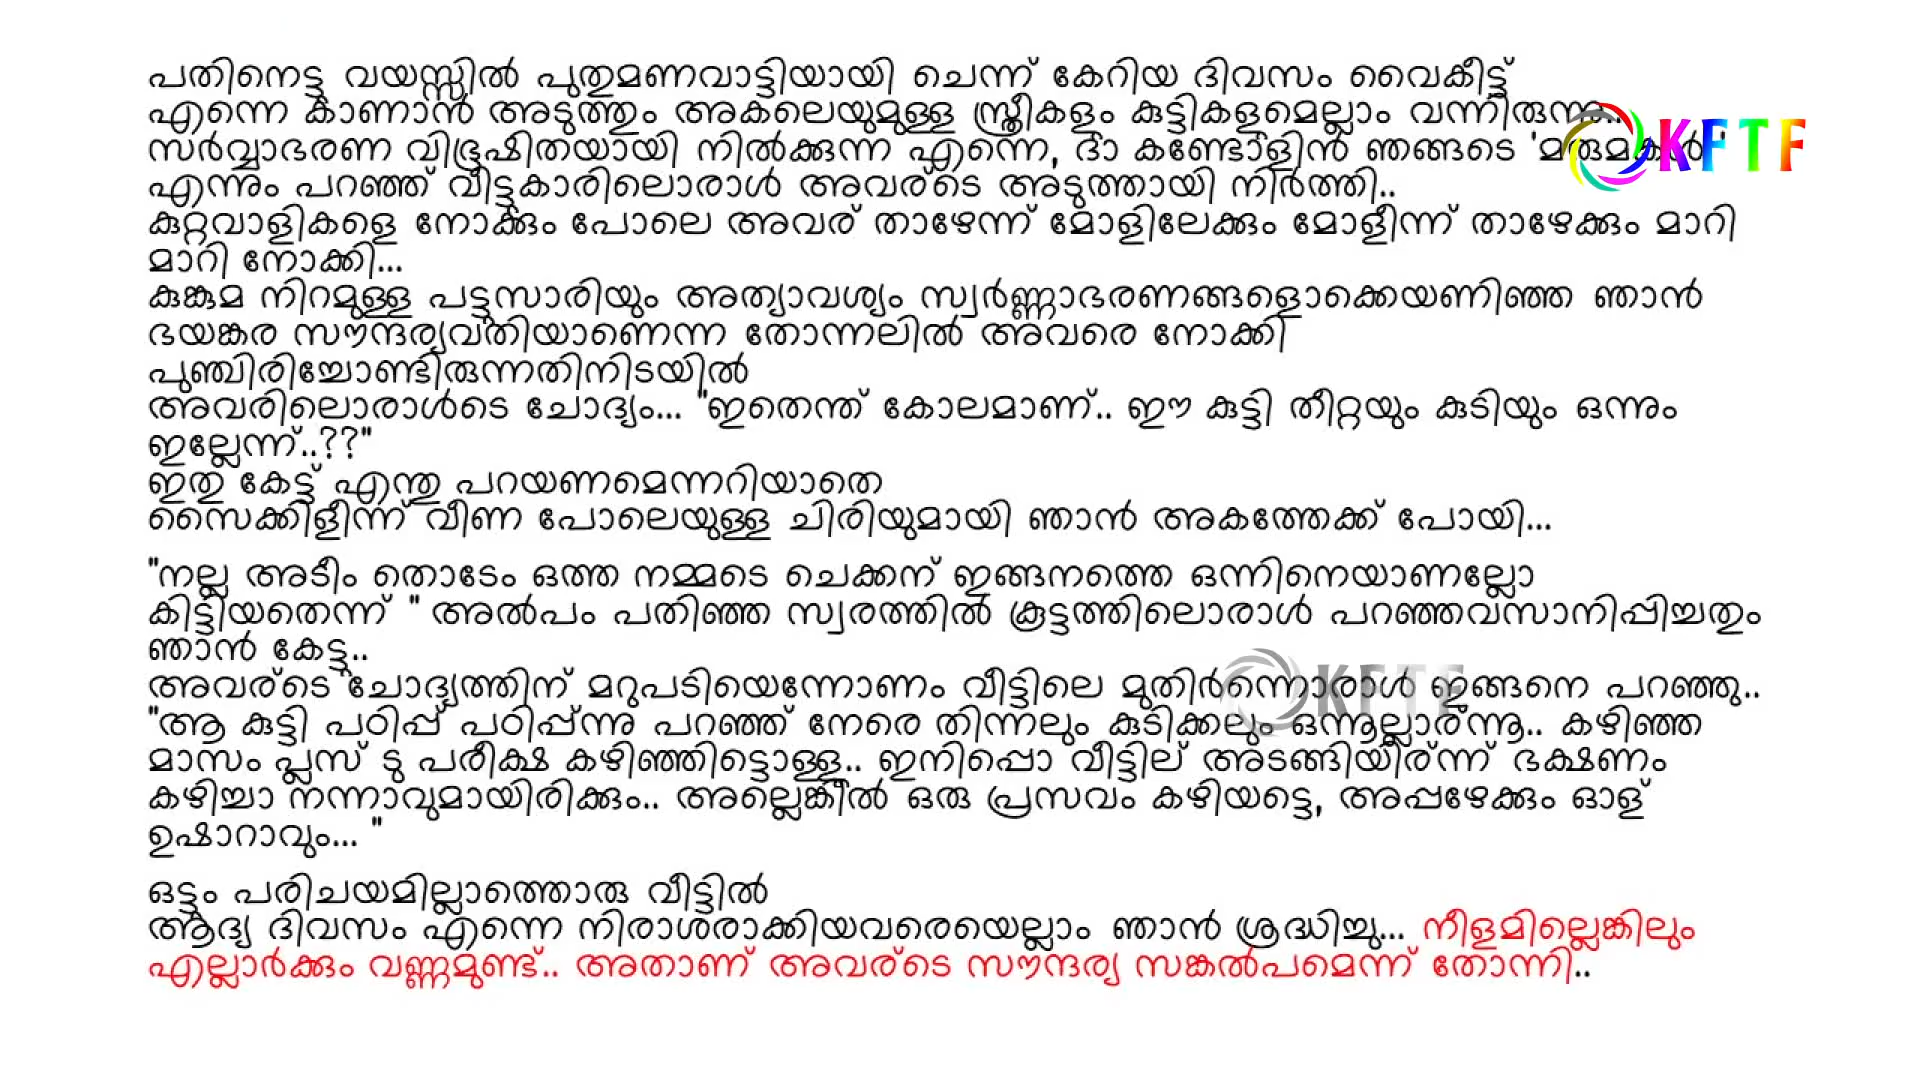 പതിനെട്ടു വയസ്സിൽ പുതുമണവാട്ടിയായി ചെന്ന് കേറിയ ദിവസം വൈകീട്ട്
എന്നെ കാണാൻ അടുത്തും അകലെയുമുള്ള സ്ത്രീകളും കുട്ടികളുമെല്ലാം വന്നിരുന്നു..
KFTF
സർവ്വാഭരണ വിഭൂഷിതയായി നിൽക്കുന്ന എന്നെ, ദാ കണ്ടോളിൻ ഞങ്ങടെ 'മരുമകൾ'
എന്നും പറഞ്ഞ് വീട്ടുകാരിലൊരാൾ അവര്ടെ അടുത്തായി നിർത്തി..
കുറ്റവാളികളെ നോക്കും പോലെ അവര് താഴേന്ന് മോളിലേക്കും മോളീന്ന് താഴേക്കും മാറി
മാറി നോക്കി...
കുങ്കുമ നിറമുള്ള പട്ടുസാരിയും അത്യാവശ്യം സ്വർണ്ണാഭരണങ്ങളൊക്കെയണിഞ്ഞ ഞാൻ
ഭയങ്കര സൗന്ദര്യവതിയാണെന്ന തോന്നലിൽ അവരെ നോക്കി
പുഞ്ചിരിച്ചോണ്ടിരുന്നതിനിടയിൽ
അവരിലൊരാൾടെ ചോദ്യം... "ഇതെന്ത് കോലമാണ്.. ഈ കുട്ടി തീറ്റയും കുടിയും ഒന്നും
ഇല്ലേന്ന്..??"
ഇതു കേട്ട് എന്തു പറയണമെന്നറിയാതെ
സൈക്കിളീന്ന് വീണ പോലെയുള്ള ചിരിയുമായി ഞാൻ അകത്തേക്ക് പോയി...
"നല്ല അടീം തൊടേം ഒത്ത നമ്മടെ ചെക്കന് ഇങ്ങനത്തെ ഒന്നിനെയാണല്ലോ
കിട്ടിയതെന്ന് " അൽപം പതിഞ്ഞ സ്വരത്തിൽ കൂട്ടത്തിലൊരാൾ പറഞ്ഞവസാനിപ്പിച്ചതും
ഞാൻ കേട്ടു..
അവര്ടെ ചോദ്യത്തിന് മറുപടിയെന്നോണം വീട്ടിലെ മുതിർന്നൊരാൾ ഇങ്ങനെ പറഞ്ഞു..
KFTF
"ആ കുട്ടി പഠിപ്പ് പഠിപ്പ്ന്നു പറഞ്ഞ് നേരെ തിന്നലും കുടിക്കലും ഒന്നൂല്ലാര്ന്നൂ.. കഴിഞ്ഞ
മാസം പ്ലസ് ടു പരീക്ഷ കഴിഞ്ഞിട്ടൊള്ളൂ.. ഇനിപ്പൊ വീട്ടില് അടങ്ങിയിര്ന്ന് ഭക്ഷണം
കഴിച്ചാ നന്നാവുമായിരിക്കും.. അല്ലെങ്കീൽ ഒരു പ്രസവം കഴിയട്ടെ, അപ്പഴേക്കും ഓള്
ഉഷാറാവും... "
ഒട്ടും പരിചയമില്ലാത്തൊരു വീട്ടിൽ
ആദ്യ ദിവസം എന്നെ നിരാശരാക്കിയവരെയെല്ലാം ഞാൻ ശ്രദ്ധിച്ചു... നീളമില്ലെങ്കിലും
എല്ലാർക്കും വണ്ണമുണ്ട്.. അതാണ് അവര്ടെ സൗന്ദര്യ സങ്കൽപമെന്ന് തോന്നി..